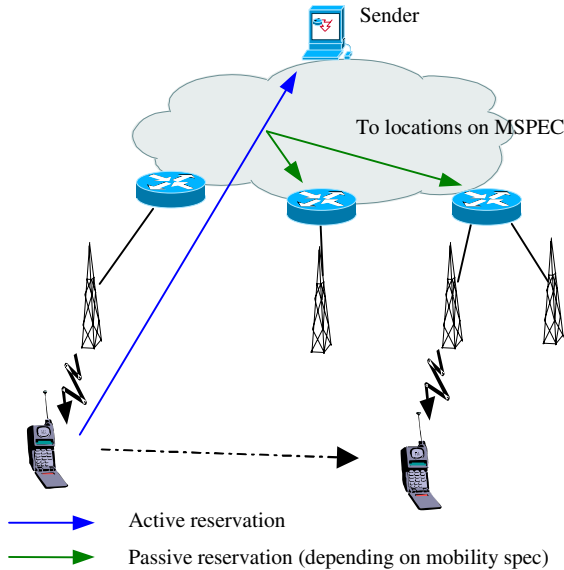 Sender
To locations on MSPEC
Active reservation
Passive reservation (depending on mobility spec)